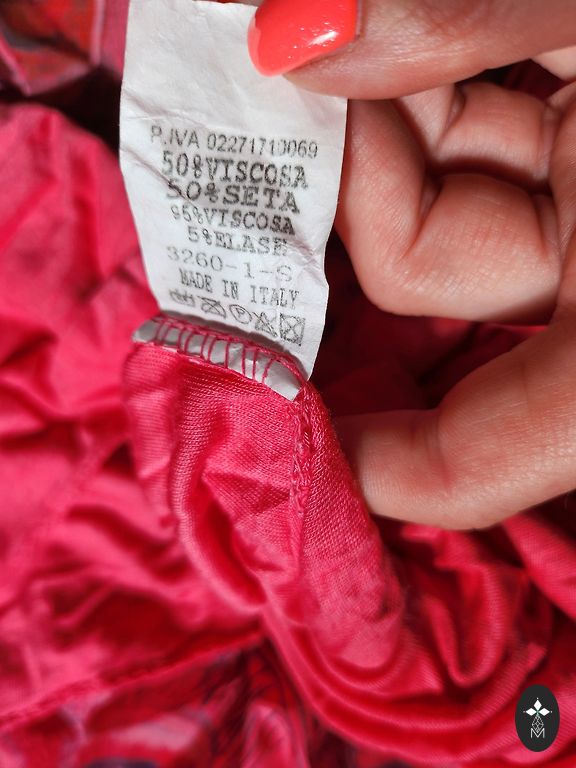 P.IVA 02271710069
50%VISCOSA
50%SETA
95%VISCOSA
5%ELASE
3260-1-S
MADE IN ITALY